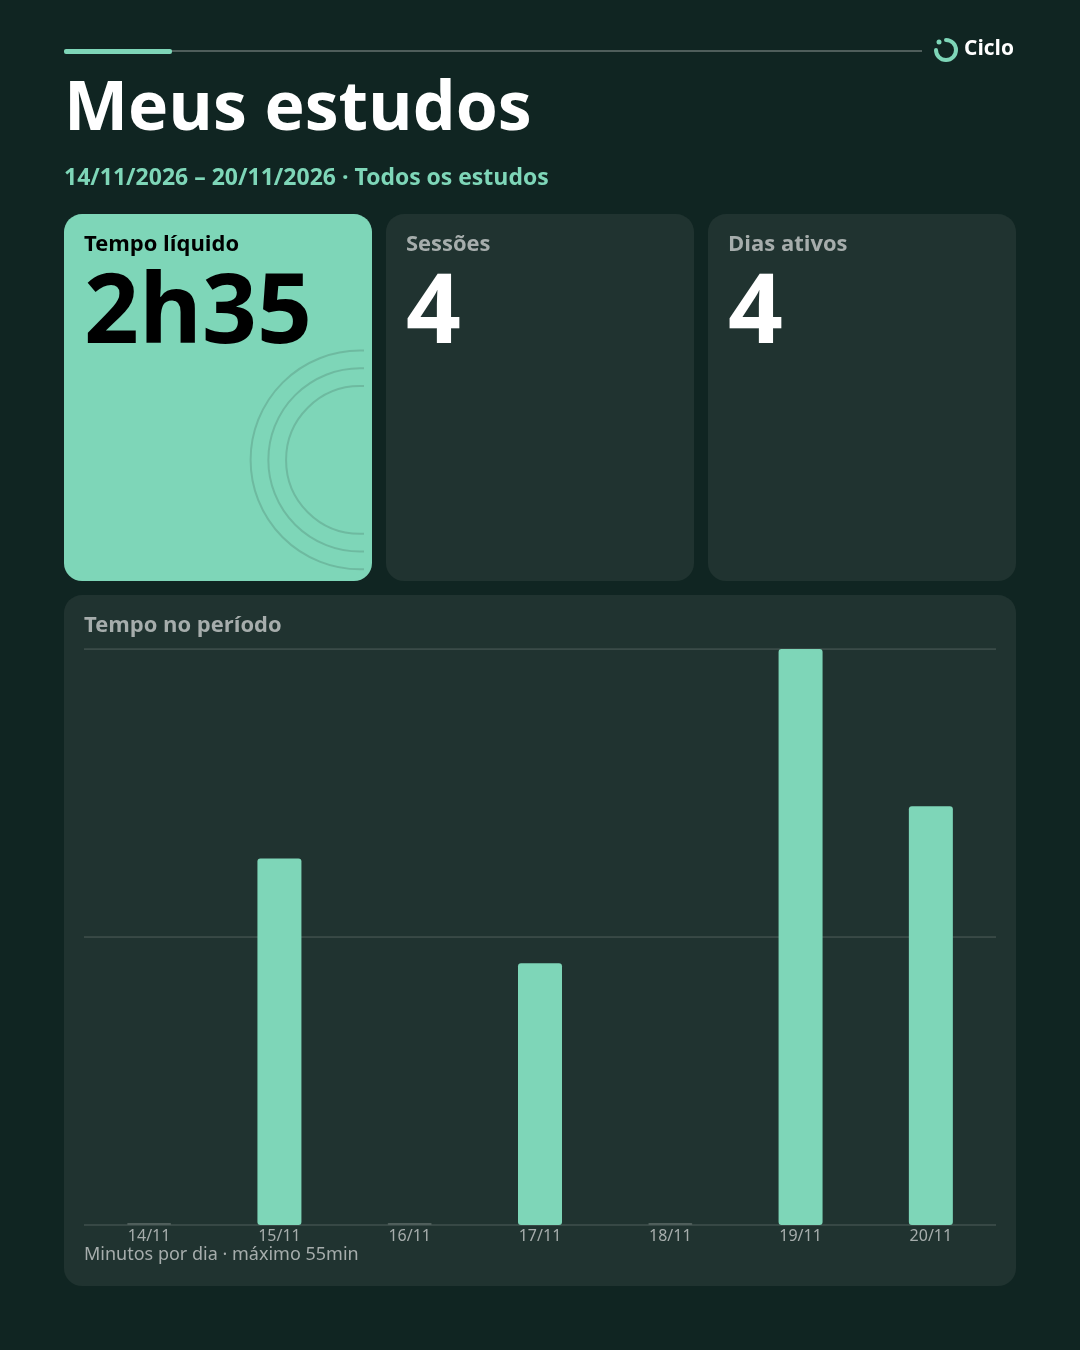 Ciclo
Meus estudos
14/11/2026 – 20/11/2026 · Todos os estudos
Tempo líquido
2h35
Sessões
4
Dias ativos
4
Tempo no período
14/11 15/11 16/11 17/11 18/11 19/11 20/11
Minutos por dia · máximo 55min